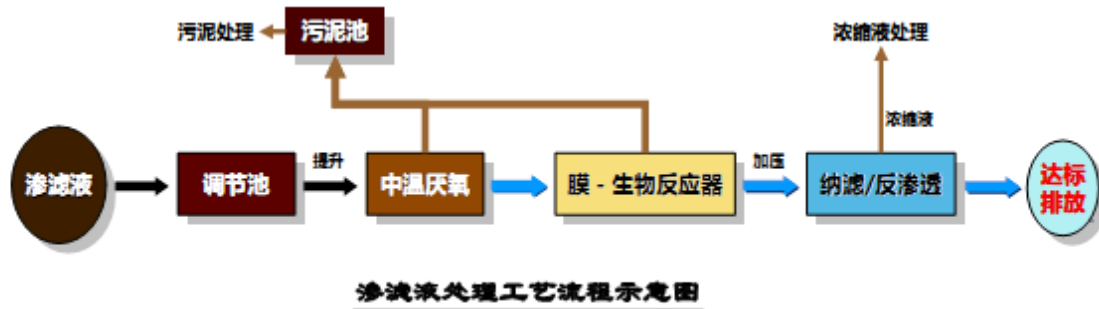 污泥处理
污泥池
浓缩液处理
浓缩液
渗滤液
调节池
提升
中温厌氧
膜 - 生物反应器
加压
纳滤/反渗透
达标
排放
渗滤液处理工艺流程示意图